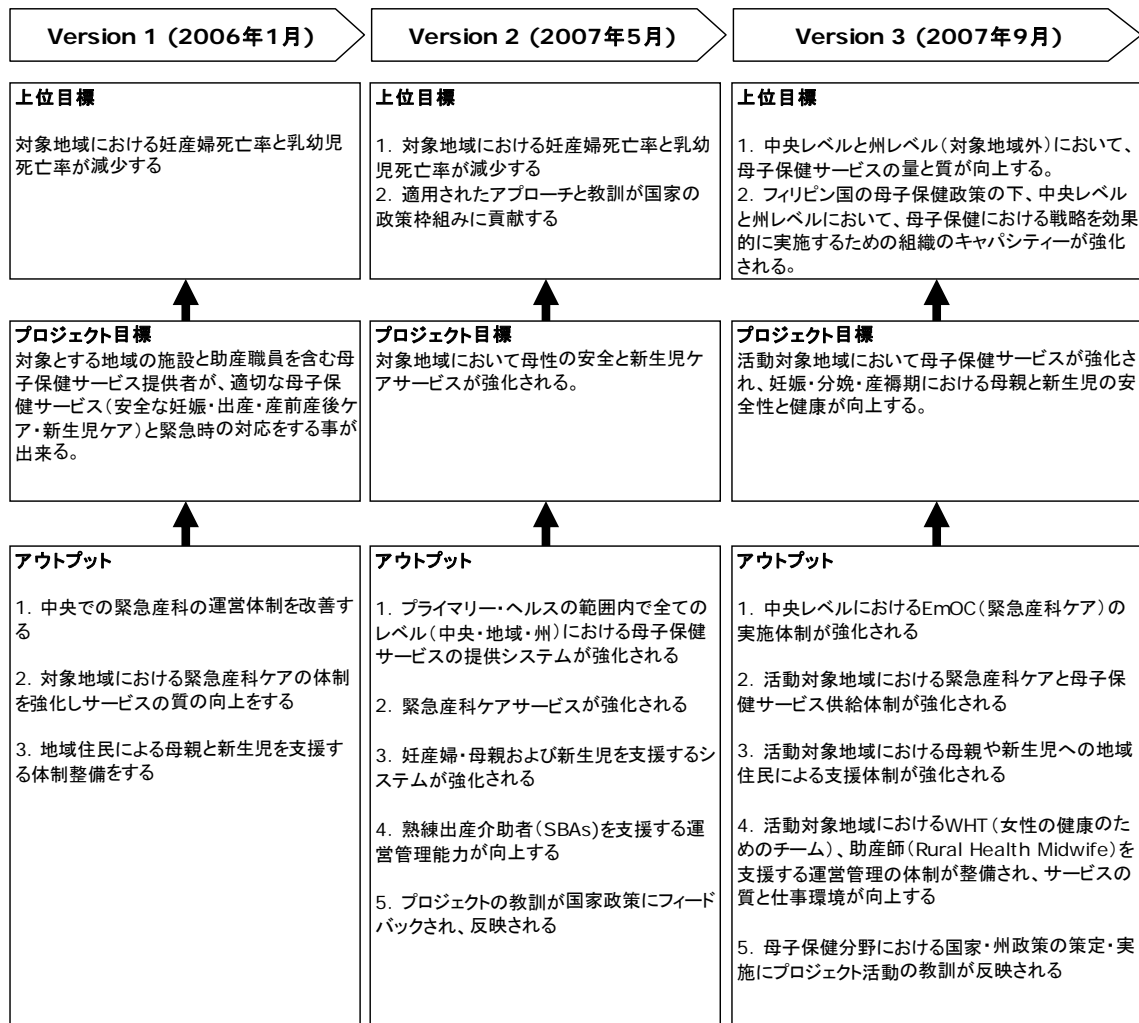 Version 1 (2006年1月)
Version 2 (2007年5月)
Version 3 (2007年9月)
上位目標
対象地域における妊産婦死亡率と乳幼児
死亡率が減少する
上位目標
1. 対象地域における妊産婦死亡率と乳幼
児死亡率が減少する
2. 適用されたアプローチと教訓が国家の
政策枠組みに貢献する
上位目標
1. 中央レベルと州レベル(対象地域外)において、
母子保健サービスの量と質が向上する。
2. フィリピン国の母子保健政策の下、中央レベル
と州レベルにおいて、母子保健における戦略を効果
的に実施するための組織のキャパシティーが強化
される。
プロジェクト目標
対象とする地域の施設と助産職員を含む母
子保健サービス提供者が、適切な母子保
健サービス(安全な妊娠・出産・産前産後ケ
ア・新生児ケア)と緊急時の対応をする事が
出来る。
プロジェクト目標
対象地域において母性の安全と新生児ケ
アサービスが強化される。
プロジェクト目標
活動対象地域において母子保健サービスが強化さ
れ、妊娠・分娩・産褥期における母親と新生児の安
全性と健康が向上する。
アウトプット
1. 中央での緊急産科の運営体制を改善す
る
2. 対象地域における緊急産科ケアの体制
を強化しサービスの質の向上をする
3. 地域住民による母親と新生児を支援す
る体制整備をする
アウトプット
1. プライマリー・ヘルスの範囲内で全ての
レベル(中央・地域・州)における母子保健
サービスの提供システムが強化される
2. 緊急産科ケアサービスが強化される
3. 妊産婦・母親および新生児を支援するシ
ステムが強化される
4. 熟練出産介助者(SBAs)を支援する運
営管理能力が向上する
5. プロジェクトの教訓が国家政策にフィード
バックされ、反映される
アウトプット
1. 中央レベルにおけるEmOC(緊急産科ケア)の
実施体制が強化される
2. 活動対象地域における緊急産科ケアと母子保
健サービス供給体制が強化される
3. 活動対象地域における母親や新生児への地域
住民による支援体制が強化される
4. 活動対象地域におけるWHT(女性の健康のた
めのチーム)、助産師(Rural Health Midwife)を
支援する運営管理の体制が整備され、サービスの
質と仕事環境が向上する
5. 母子保健分野における国家・州政策の策定・実
施にプロジェクト活動の教訓が反映される